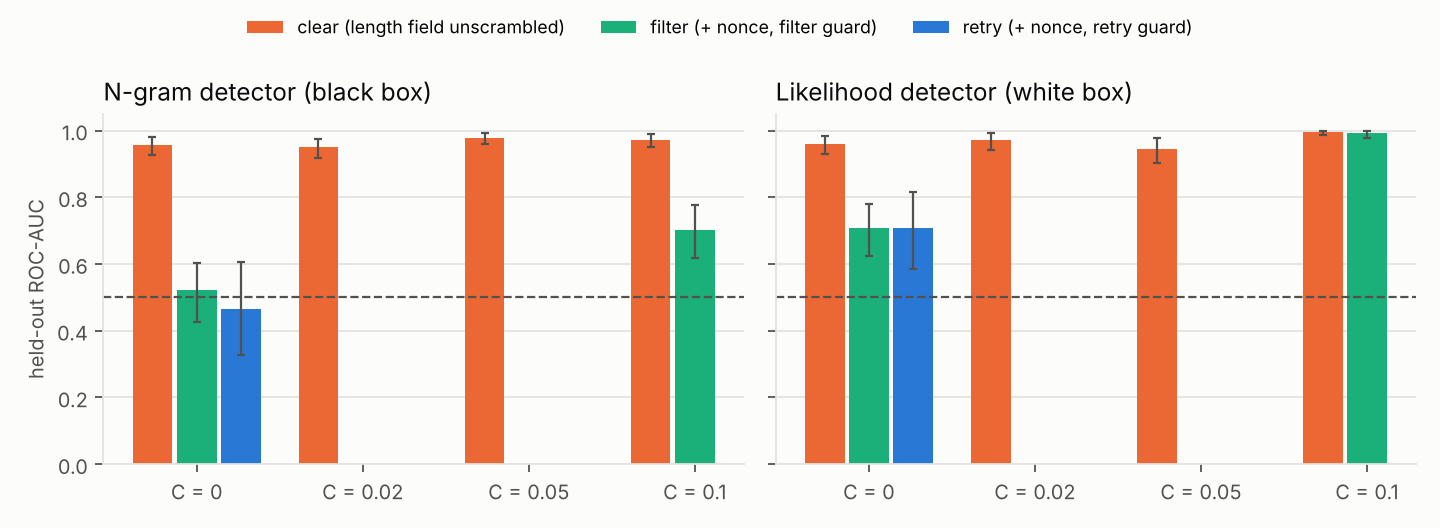 clear (length field unscrambled) filter (+ nonce, filter guard) retry (+ nonce, retry guard)
N-gram detector (black box)
Likelihood detector (white box)
held-out ROC-AUC
1.0
0.8
0.6
0.4
0.2
0.0
C = 0 C = 0.02 C = 0.05 C = 0.1
C = 0 C = 0.02 C = 0.05 C = 0.1